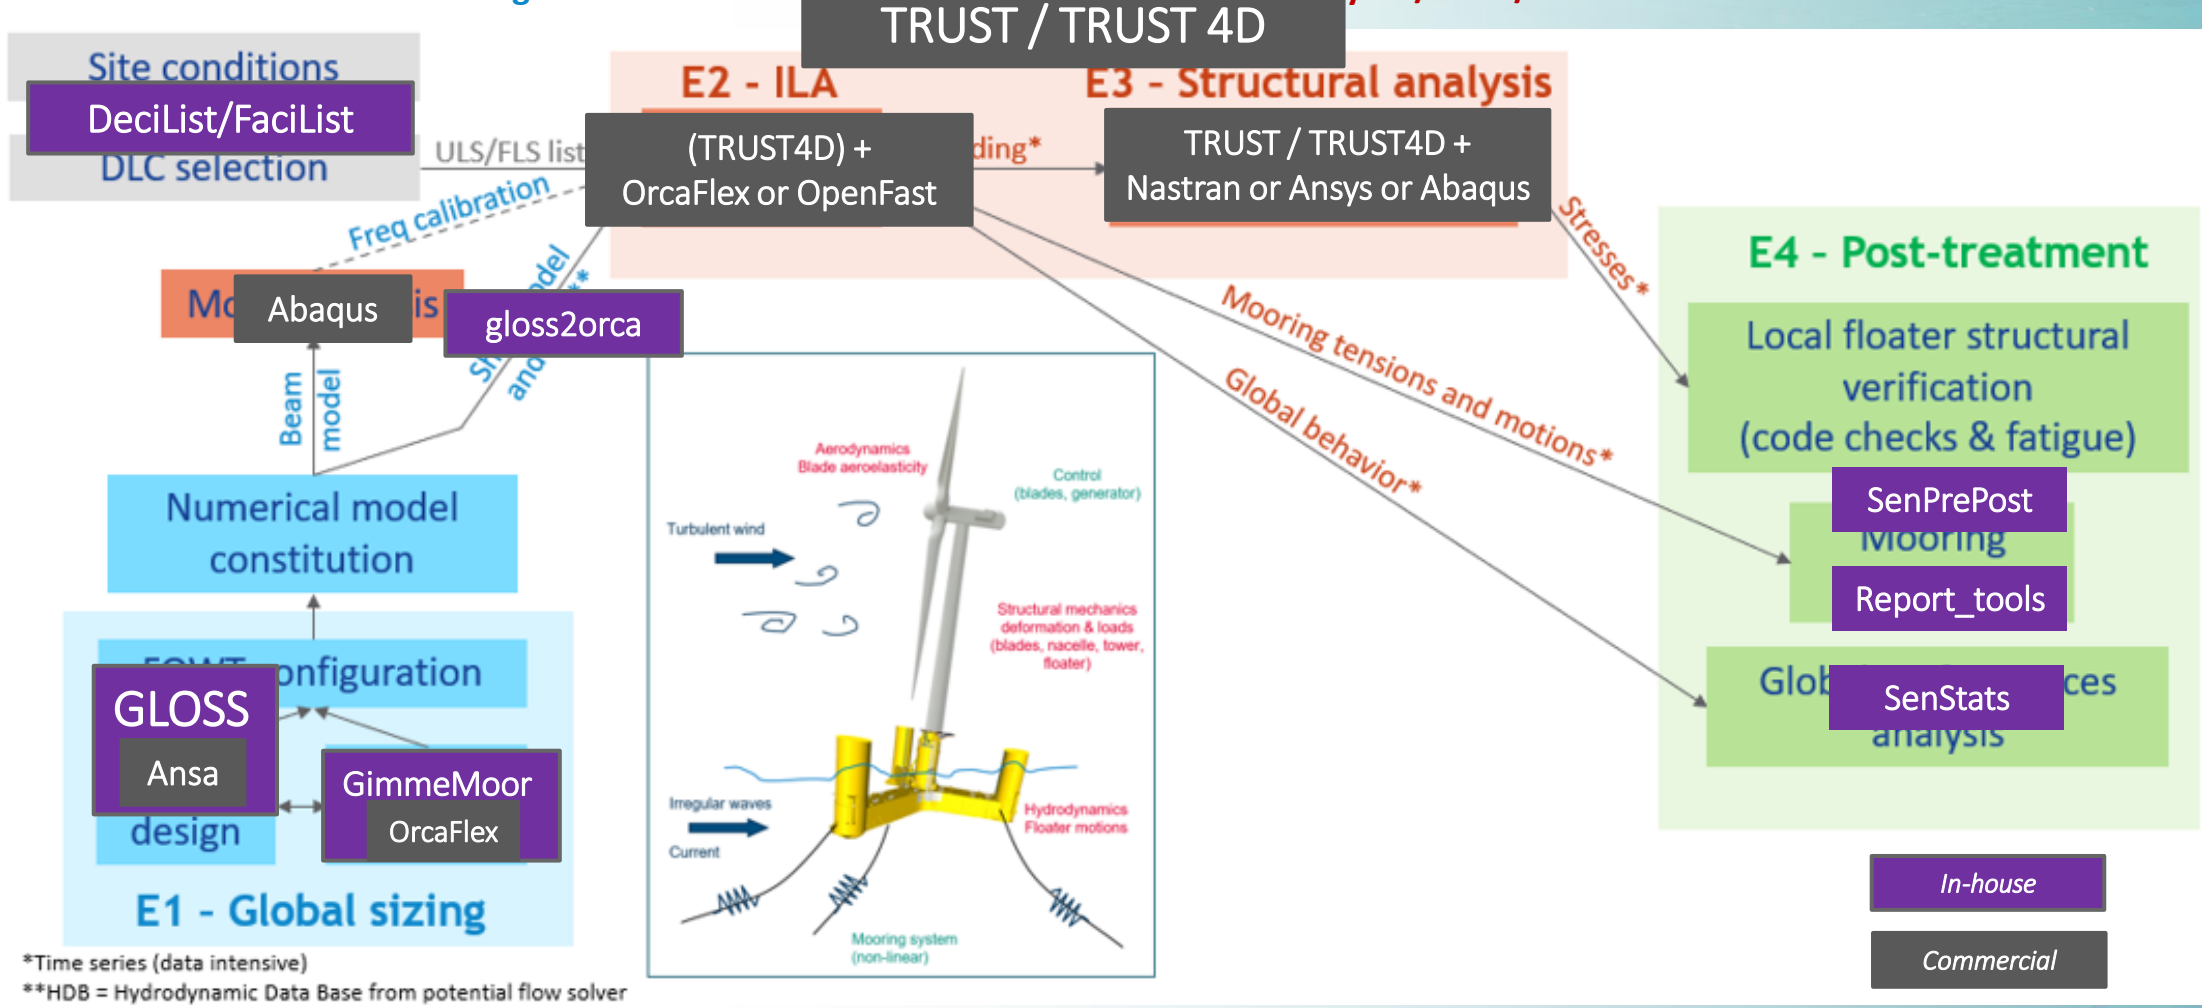 TRUST / TRUST 4D
Site conditions
DeciList/FaciList
DLC selection
ULS/FLS list
Freq calibration
E2 - ILA
E3 - Structural analysis
(TRUST4D) +
OrcaFlex or OpenFast
ding*
TRUST / TRUST4D +
Nastran or Ansys or Abaqus
Stresses*
Mooring tensions and motions*
Global behavior*
Abaqus
gloss2orca
and
**
Beam
model
Numerical model
constitution
onfiguration
GLOSS
Ansa
design
GimmeMoor
OrcaFlex
E1 - Global sizing
*Time series (data intensive)
**HDB = Hydrodynamic Data Base from potential flow solver
Aerodynamics
Blade aeroelasticity
Control
(blades, generator)
Turbulent wind
Structural mechanics
deformation & loads
(blades, nacelle, tower,
floater)
Irregular waves
Current
Hydrodynamics
Floater motions
Mooring system
(non-linear)
E4 - Post-treatment
Local floater structural
verification
(code checks & fatigue)
SenPrePost
Mooring
Report_tools
Glob
ces
SenStats
analysis
In-house
Commercial